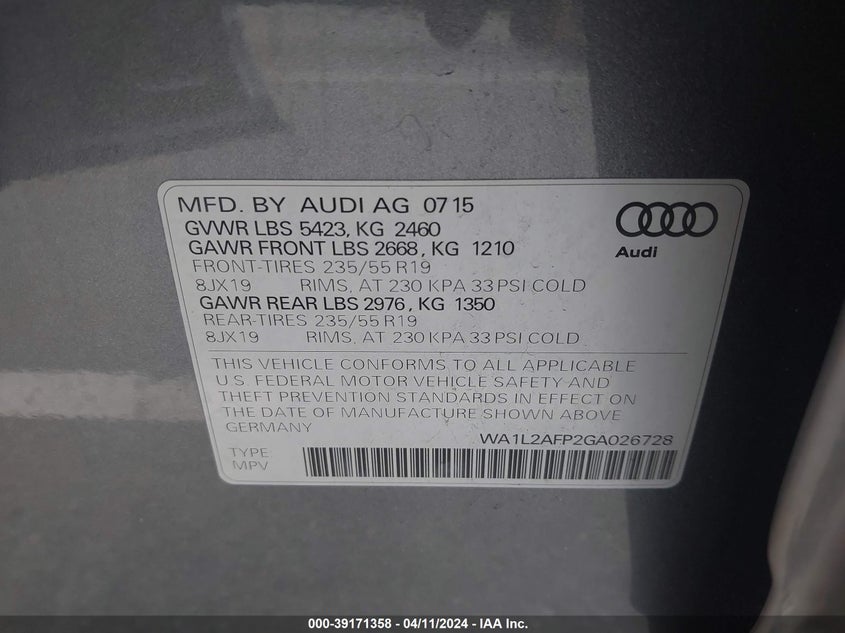 MFD. BY AUDI AG 07 15
GVWR LBS 5423, KG 2460
GAWR FRONT LBS 2668, KG 1210
FRONT-TIRES 235/55 R19
8JX19 RIMS, AT 230 KPA 33 PSI COLD
GAWR REAR LBS 2976, KG 1350
REAR-TIRES 235/55 R19
8JX19 RIMS, AT 230 KPA 33 PSI COLD
Audi
THIS VEHICLE CONFORMS TO ALL APPLICABLE
U.S. FEDERAL MOTOR VEHICLE SAFETY AND
THEFT PREVENTION STANDARDS IN EFFECT ON
THE DATE OF MANUFACTURE SHOWN ABOVE
GERMANY
WA1L2AFP2GA026728
TYPE
MPV
000-39171358 - 04/11/2024 - IAA Inc.